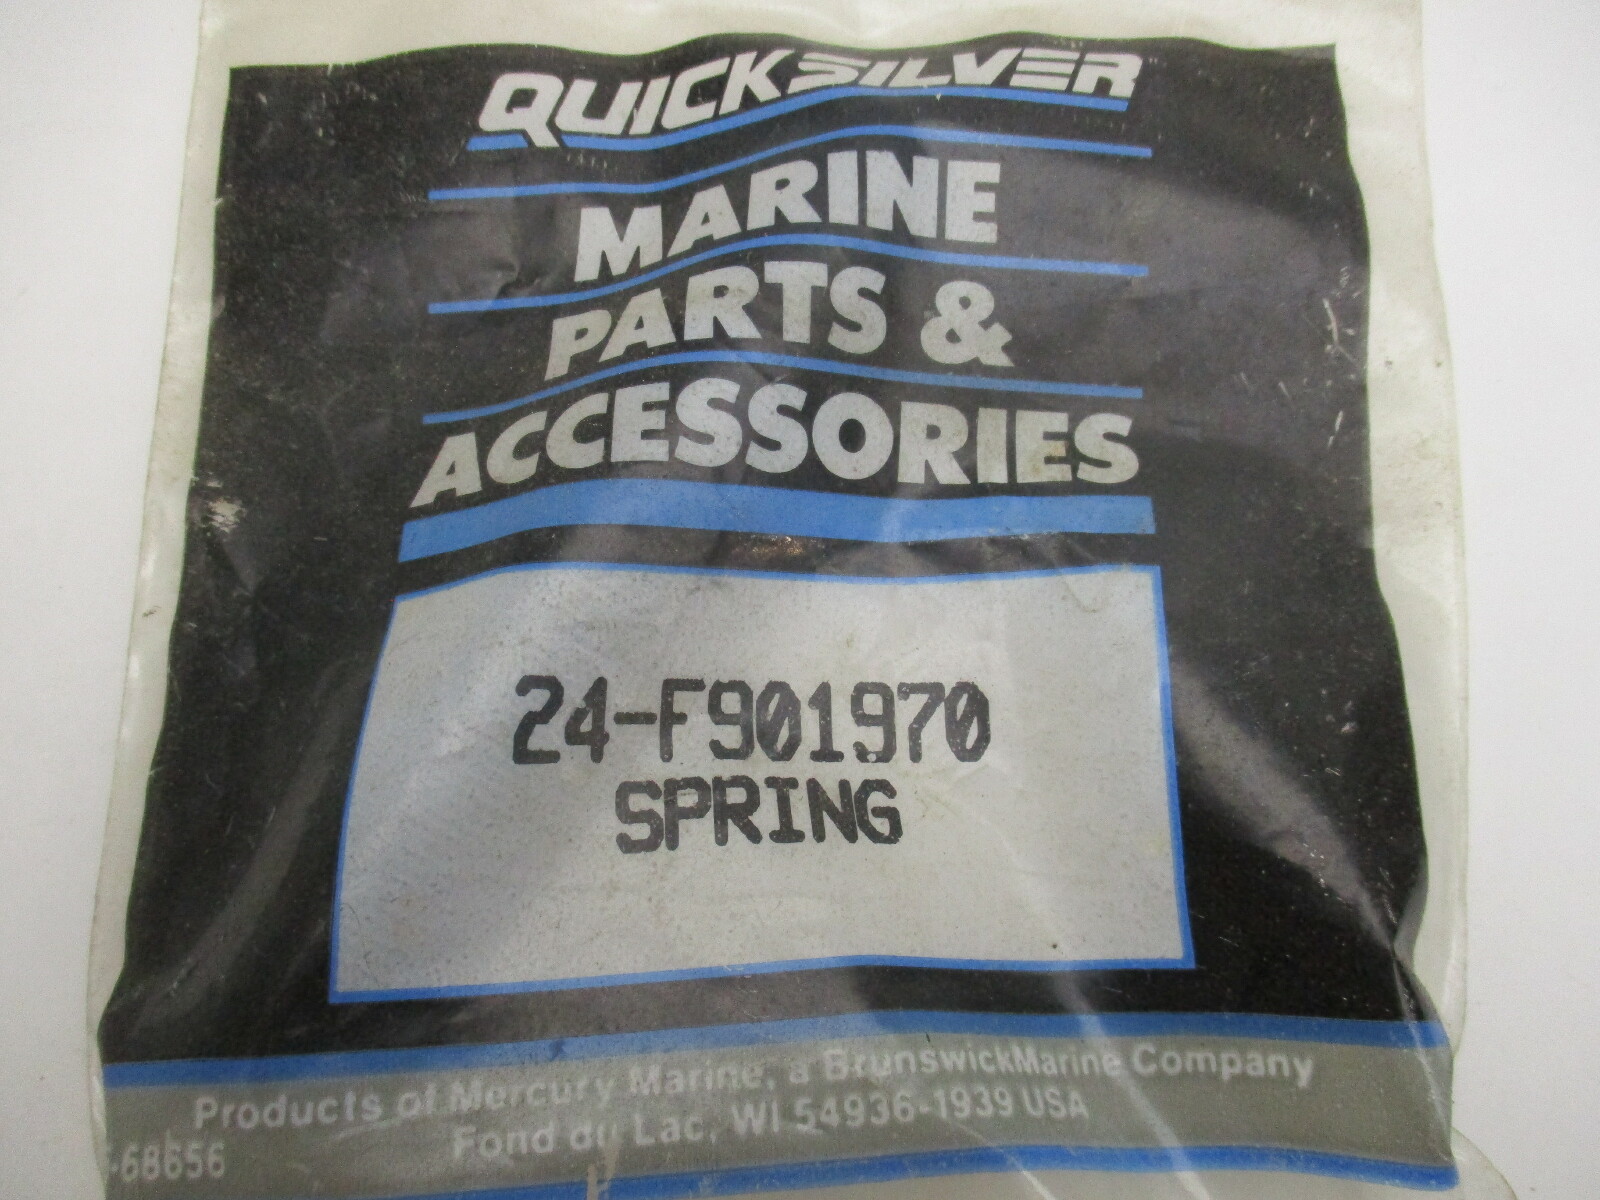 QUICKSILVER
MARINE
PARTS &
ACCESSORIES
24-F901970
SPRING
Products of Mercury Marine, a BrunswickMarine Company
Fond du Lac, WI 54936-1939 USA
-68656